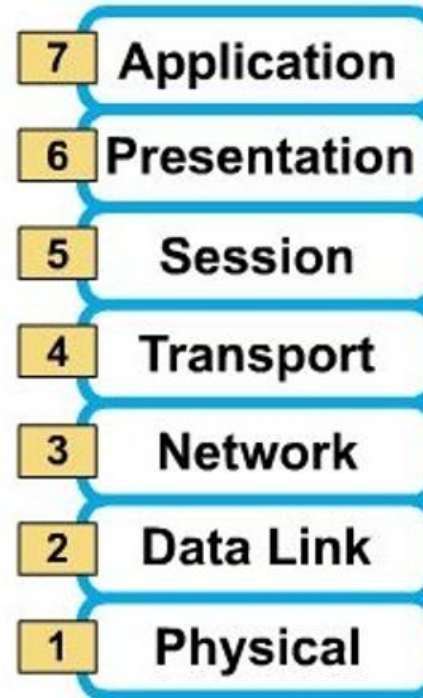 7 Application
6 Presentation
5 Session
4 Transport
3 Network
2 Data Link
1 Physical